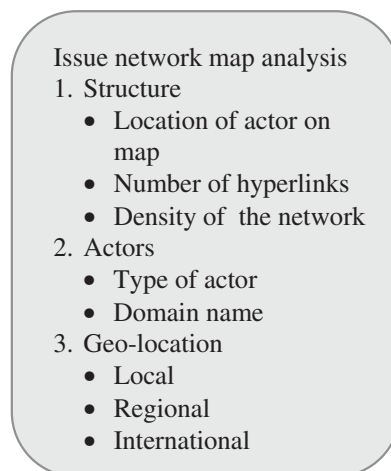 Issue network map analysis
1. Structure
• Location of actor on
map
• Number of hyperlinks
• Density of the network
2. Actors
• Type of actor
• Domain name
3. Geo-location
• Local
• Regional
• International